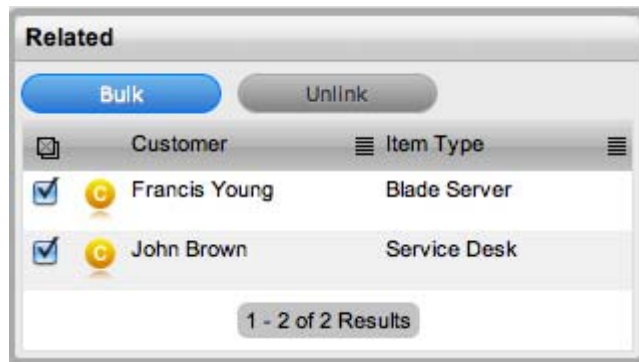 Related
Bulk Unlink
Customer Item Type
C Francis Young Blade Server
C John Brown Service Desk
1 - 2 of 2 Results